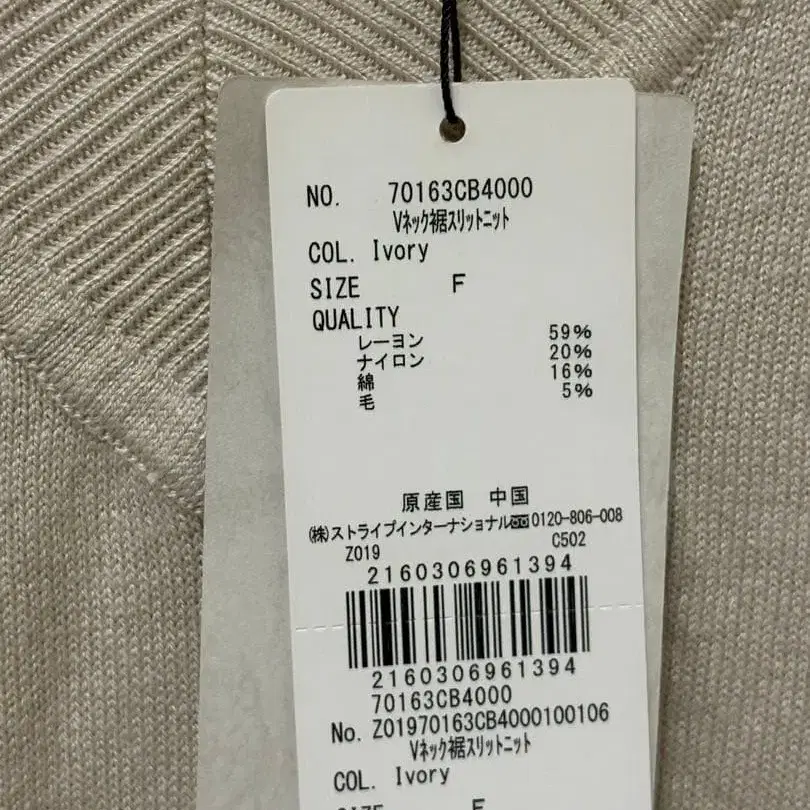 NO. 70163CB4000
Vネック裾スリットニット
COL. Ivory
SIZE F
QUALITY
レーヨン 59%
ナイロン 20%
綿 16%
毛 5%
原産国 中国
(株)ストライプインターナショナル 0120-806-008
Z019 C502
2160306961394
2160306961394
70163CB4000
No. Z01970163CB4000100106
Vネック裾スリットニット
COL. Ivory
SIZE F